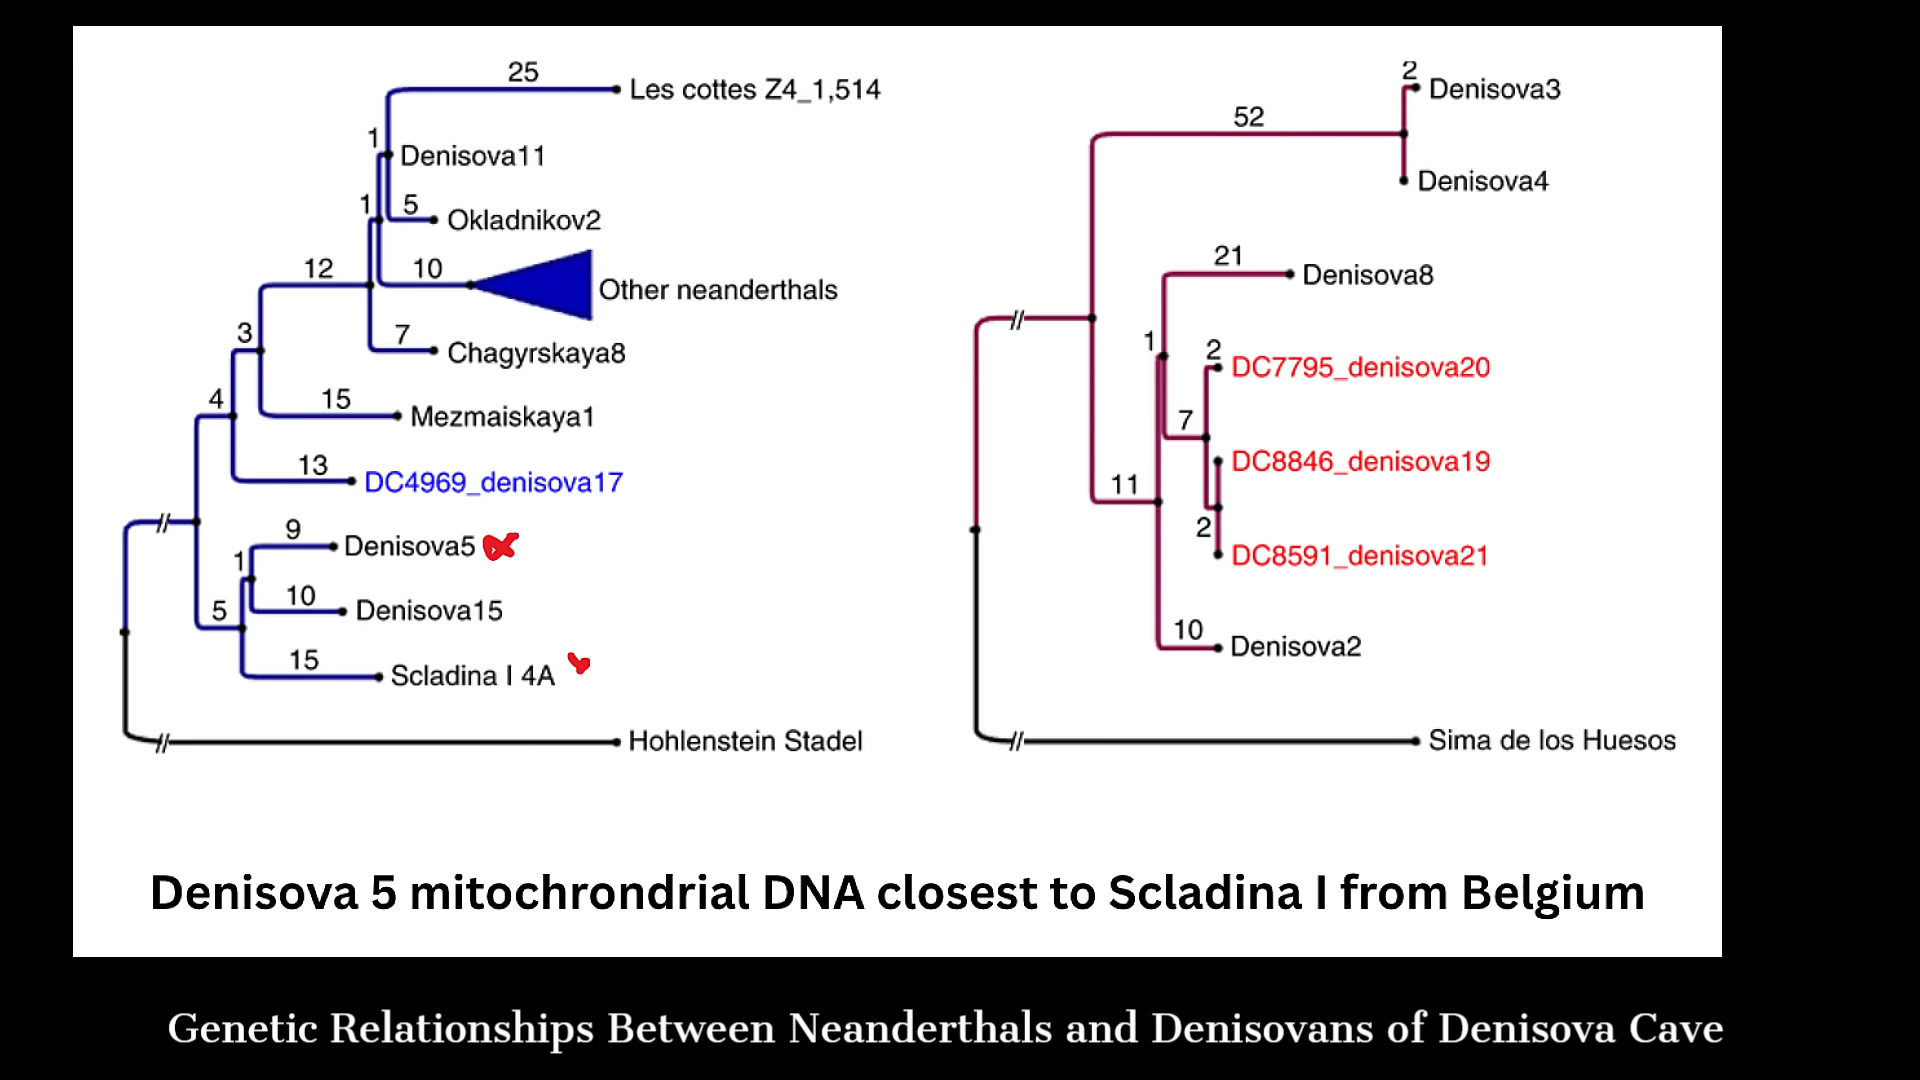 25
Les cottes Z4_1,514
1
Denisova11
1
5
Okladnikov2
12
10
Other neanderthals
3
7
Chagyrskaya8
4
15
Mezmaiskaya1
13
DC4969_denisova17
//
9
Denisova5
1
10
Denisova15
5
15
Scladina I 4A
//
Hohlenstein Stadel
2
Denisova3
52
Denisova4
21
Denisova8
//
1
2
DC7795_denisova20
7
DC8846_denisova19
11
2
DC8591_denisova21
10
Denisova2
//
Sima de los Huesos
Denisova 5 mitochrondrial DNA closest to Scladina I from Belgium
Genetic Relationships Between Neanderthals and Denisovans of Denisova Cave